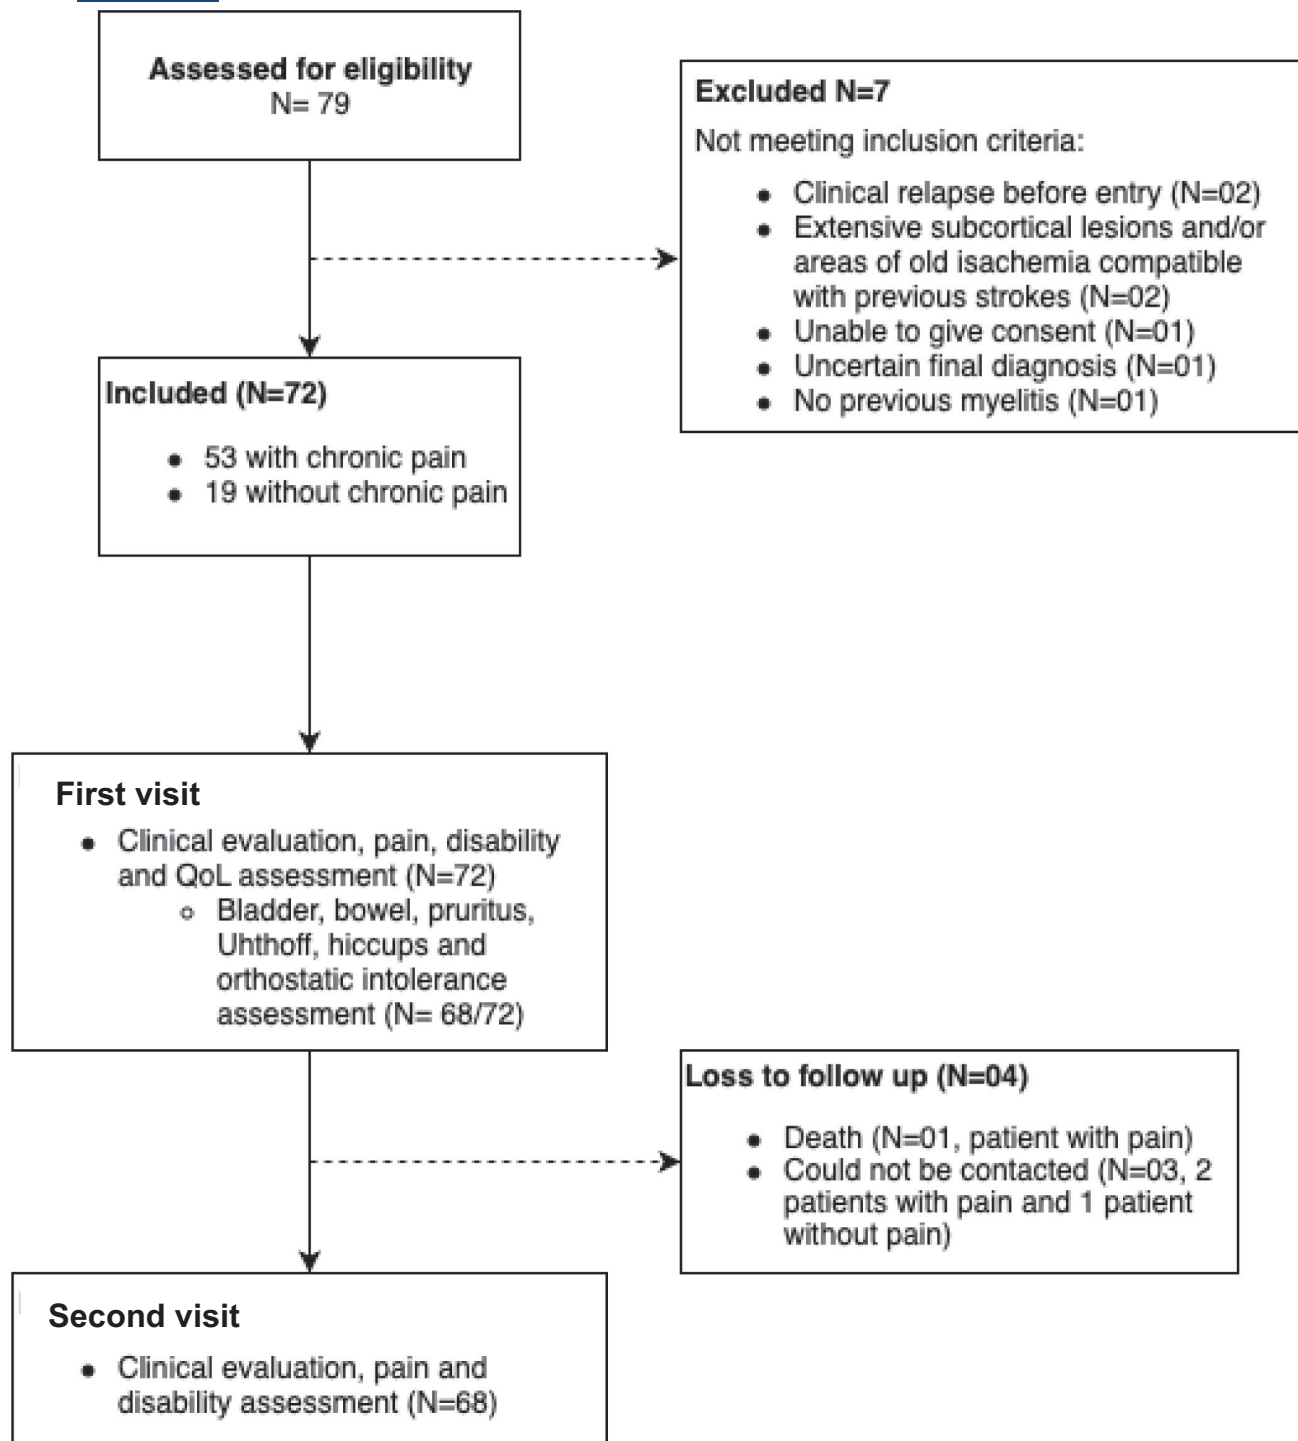 Assessed for eligibility
N= 79
Excluded N=7
Not meeting inclusion criteria:
• Clinical relapse before entry (N=02)
• Extensive subcortical lesions and/or
areas of old isachemia compatible
with previous strokes (N=02)
• Unable to give consent (N=01)
• Uncertain final diagnosis (N=01)
• No previous myelitis (N=01)
Included (N=72)
• 53 with chronic pain
• 19 without chronic pain
First visit
• Clinical evaluation, pain, disability
and QoL assessment (N=72)
○ Bladder, bowel, pruritus,
Uhthoff, hiccups and
orthostatic intolerance
assessment (N= 68/72)
Loss to follow up (N=04)
• Death (N=01, patient with pain)
• Could not be contacted (N=03, 2
patients with pain and 1 patient
without pain)
Second visit
• Clinical evaluation, pain and
disability assessment (N=68)